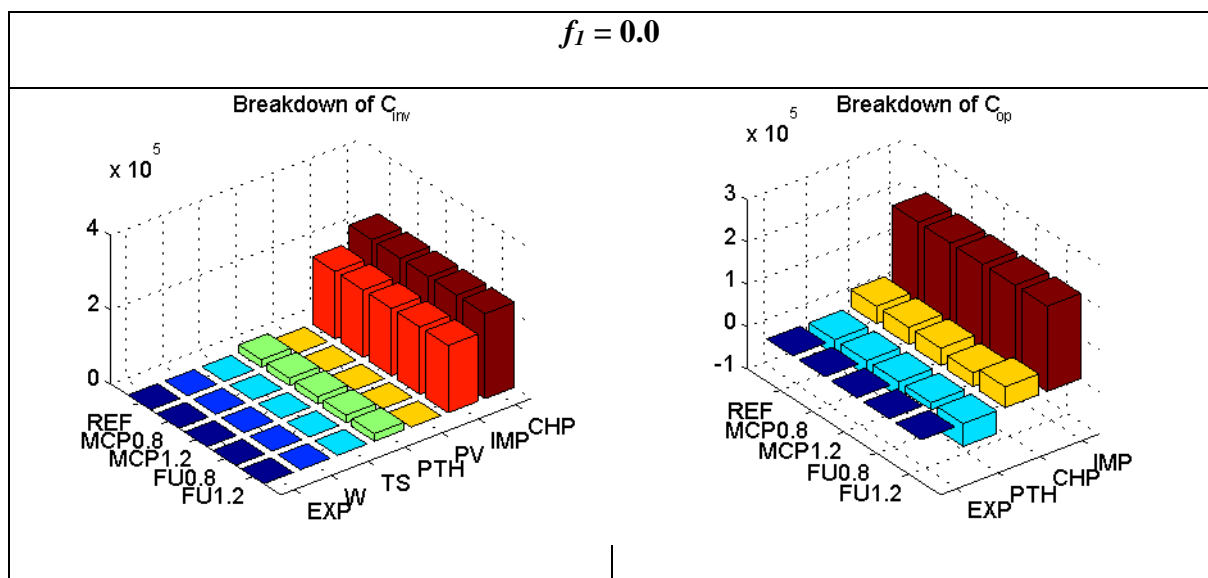 f1 = 0.0
Breakdown of Cinv
x 10 5
4
2
0
REF
MCP0.8
MCP1.2
FU0.8
FU1.2
EXP
W
TS
PTH
PV
IMP
CHP
Breakdown of Cop
x 10 5
3
2
1
0
-1
REF
MCP0.8
MCP1.2
FU0.8
FU1.2
EXP
PTH
CHP
IMP